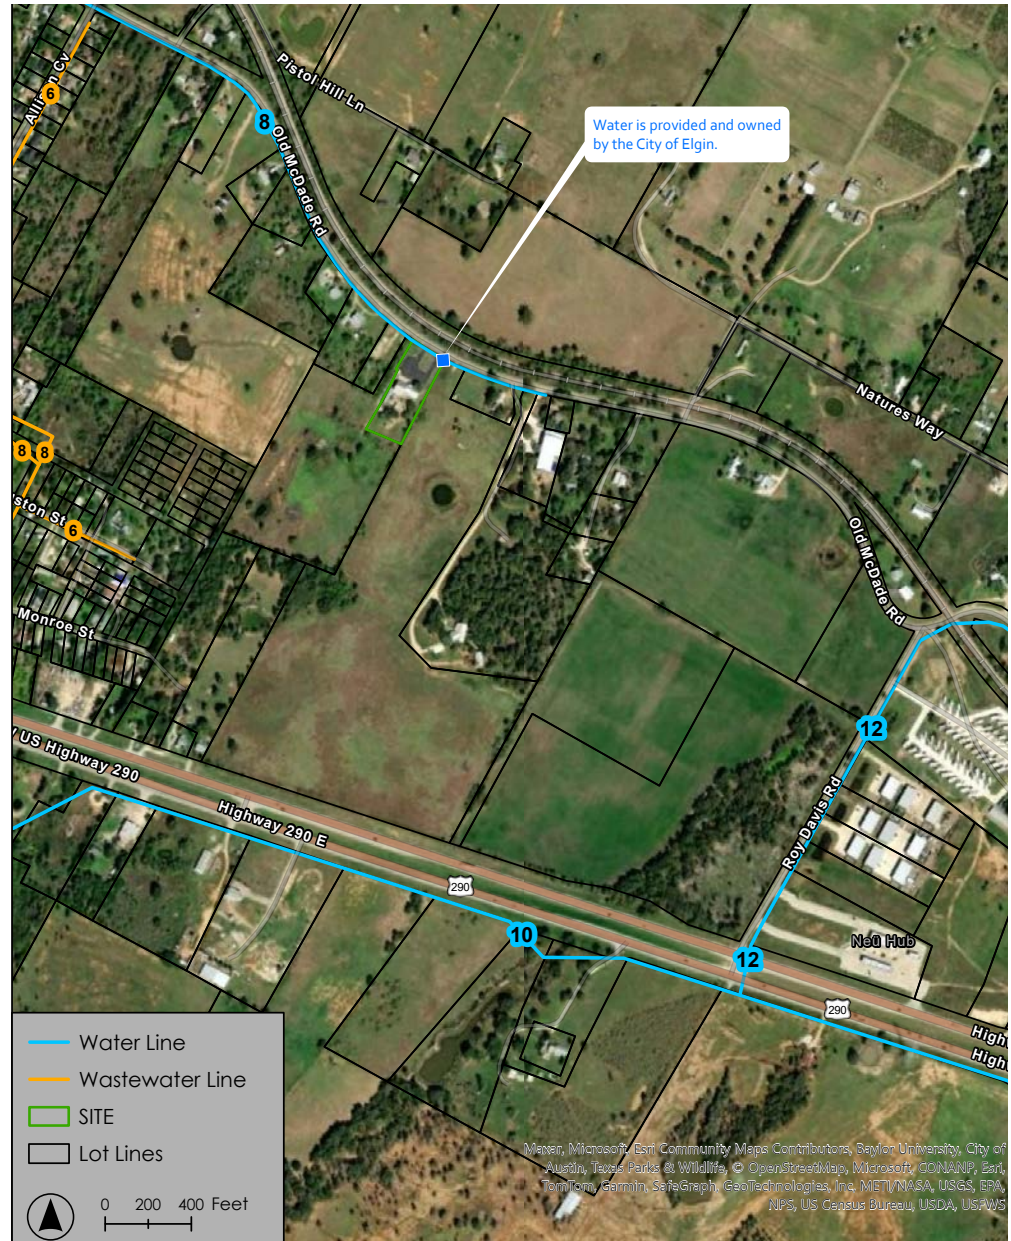 Pistol Hill Ln
Allison Cv
6
8
Old McDade Rd
Water is provided and owned
by the City of Elgin.
Natures Way
8
8
ston St
6
Monroe St
Old McDade Rd
12
US Highway 290
Highway 290 E
Roy Davis Rd
290
10
12
Neü Hub
290
High
High
Water Line
Wastewater Line
SITE
Lot Lines
0 200 400 Feet
Maxar, Microsoft, Esri Community Maps Contributors, Baylor University, City of
Austin, Texas Parks & Wildlife, © OpenStreetMap, Microsoft, CONANP, Esri,
TomTom, Garmin, SafeGraph, GeoTechnologies, Inc, METI/NASA, USGS, EPA,
NPS, US Census Bureau, USDA, USFWS